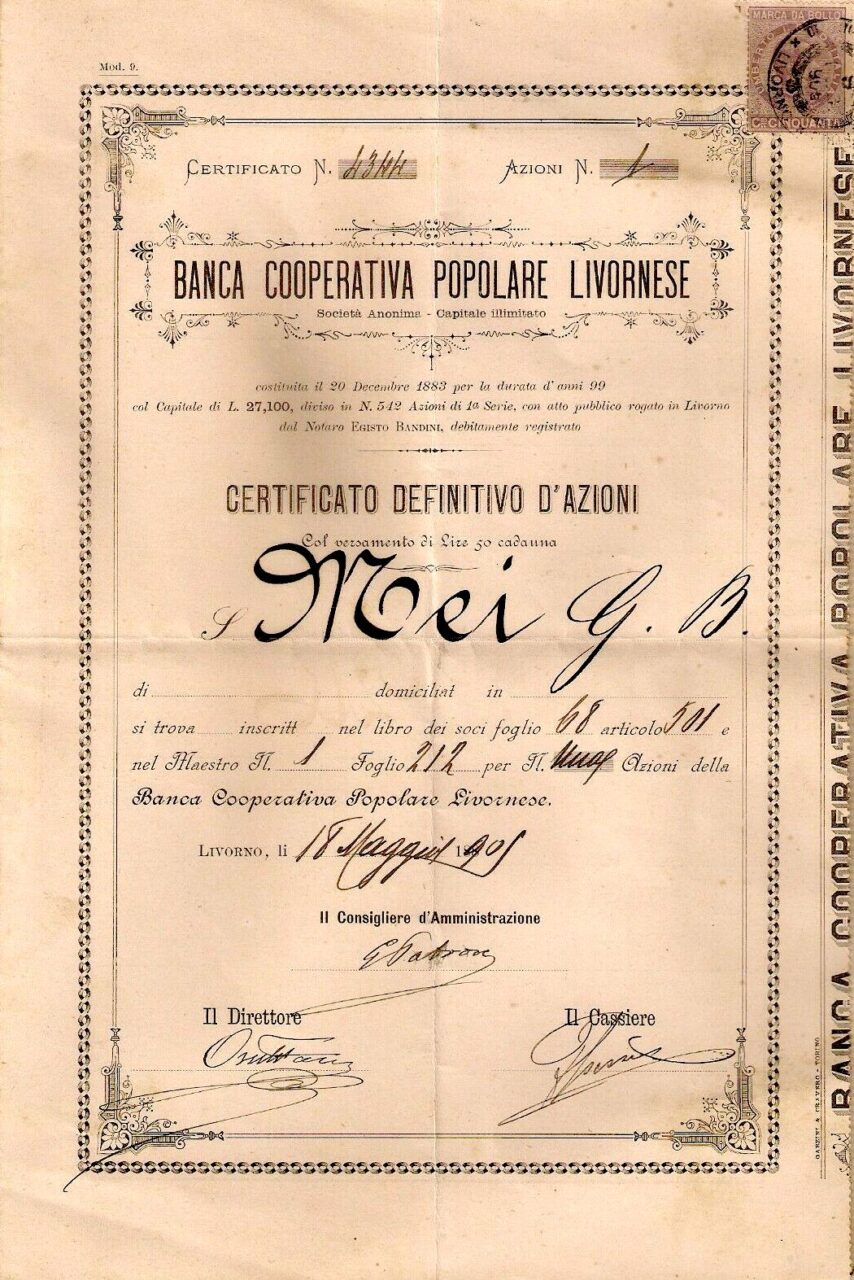 Mod. 9.
MARCA DA BOLLO
CECINQUANTA
CERTIFICATO N. 4344 AZIONI N. 1
BANCA COOPERATIVA POPOLARE LIVORNESE
Società Anonima - Capitale illimitato
costituita il 20 Decembre 1883 per la durata d'anni 99
col Capitale di L. 27,100, diviso in N. 542 Azioni di 1ª Serie, con atto pubblico rogato in Livorno
dal Notaro EGISTO BANDINI, debitamente registrato
CERTIFICATO DEFINITIVO D'AZIONI
Col versamento di Lire 50 cadauna
S Mei G. B.
di domiciliat in
si trova inscritt nel libro dei soci foglio 68 articolo 501 e
nel Maestro N. 1 Foglio 212 per N. Una Azioni della
Banca Cooperativa Popolare Livornese.
LIVORNO, li 18 Maggio 1905
Il Consigliere d'Amministrazione
Il Direttore Il Cassiere
BANCA COOPERATIVA POPOLARE LIVORNESE